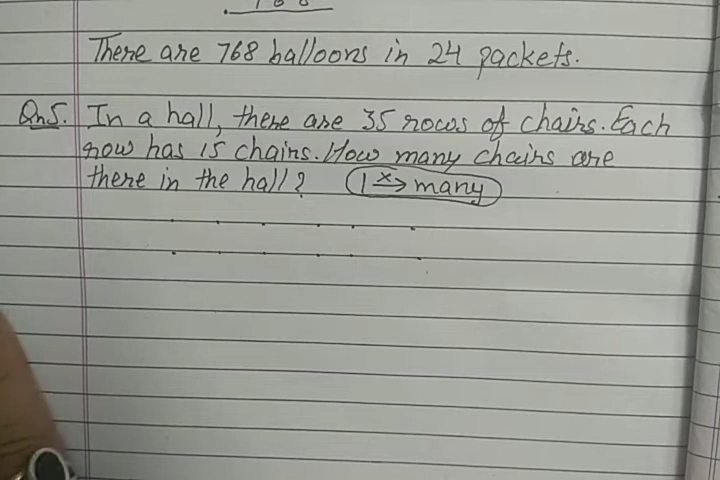 There are 768 balloons in 24 packets.
Qn5. In a hall, there are 35 rows of chairs. Each
row has 15 chairs. How many chairs are
there in the hall? 1 x→ many